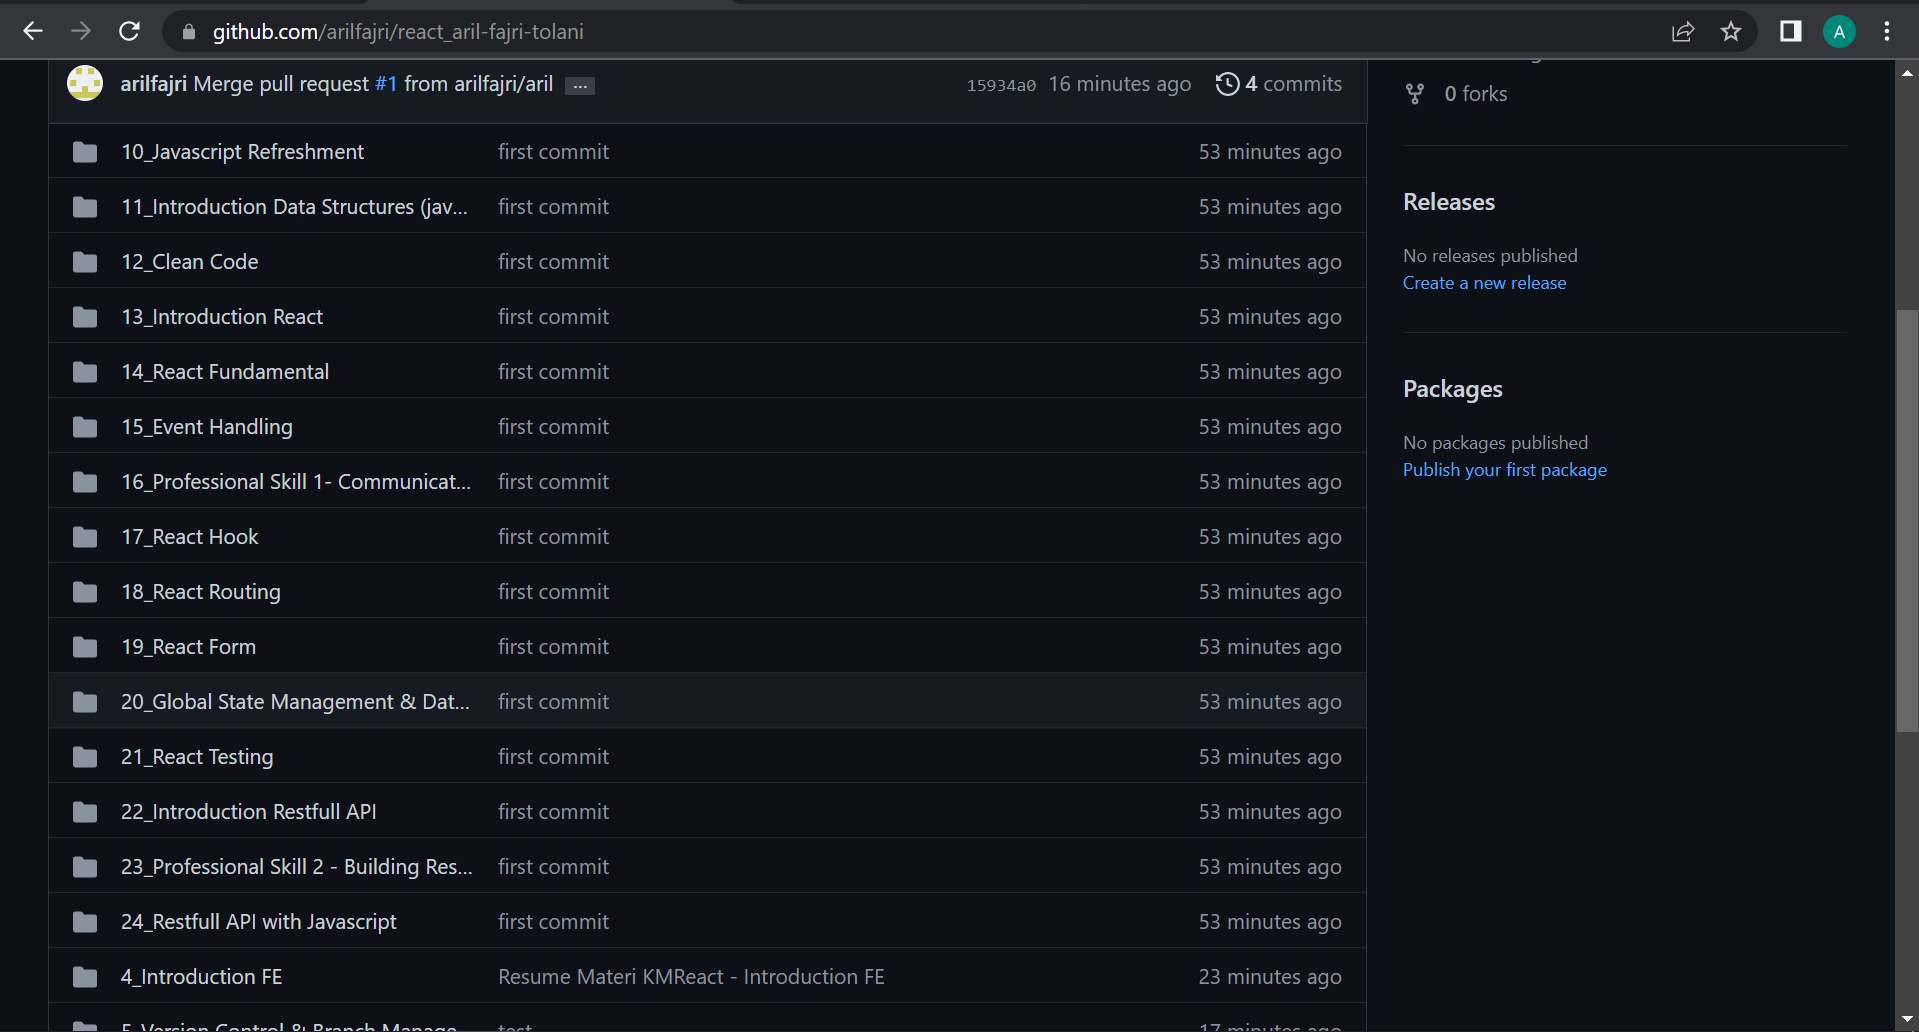 github.com/arilfajri/react_aril-fajri-tolani
A
arilfajri Merge pull request #1 from arilfajri/aril ... 15934a0 16 minutes ago 4 commits
0 forks
10_Javascript Refreshment first commit 53 minutes ago
11_Introduction Data Structures (jav... first commit 53 minutes ago
12_Clean Code first commit 53 minutes ago
13_Introduction React first commit 53 minutes ago
14_React Fundamental first commit 53 minutes ago
15_Event Handling first commit 53 minutes ago
16_Professional Skill 1- Communicat... first commit 53 minutes ago
17_React Hook first commit 53 minutes ago
18_React Routing first commit 53 minutes ago
19_React Form first commit 53 minutes ago
20_Global State Management & Dat... first commit 53 minutes ago
21_React Testing first commit 53 minutes ago
22_Introduction Restfull API first commit 53 minutes ago
23_Professional Skill 2 - Building Res... first commit 53 minutes ago
24_Restfull API with Javascript first commit 53 minutes ago
4_Introduction FE Resume Materi KMReact - Introduction FE 23 minutes ago
5_Version Control & Branch Manage... test 17 minutes ago
Releases
No releases published
Create a new release
Packages
No packages published
Publish your first package